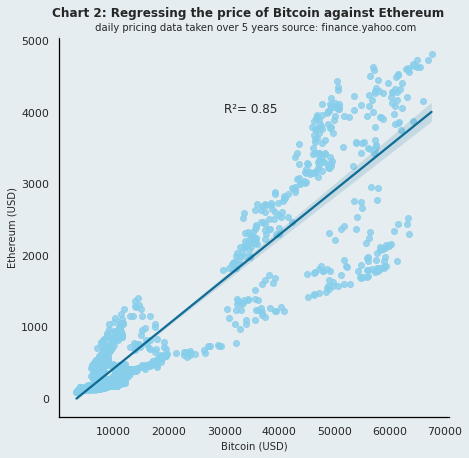 Chart 2: Regressing the price of Bitcoin against Ethereum
daily pricing data taken over 5 years source: finance.yahoo.com
5000
4000
3000
2000
1000
0
Ethereum (USD)
R²= 0.85
10000 20000 30000 40000 50000 60000 70000
Bitcoin (USD)